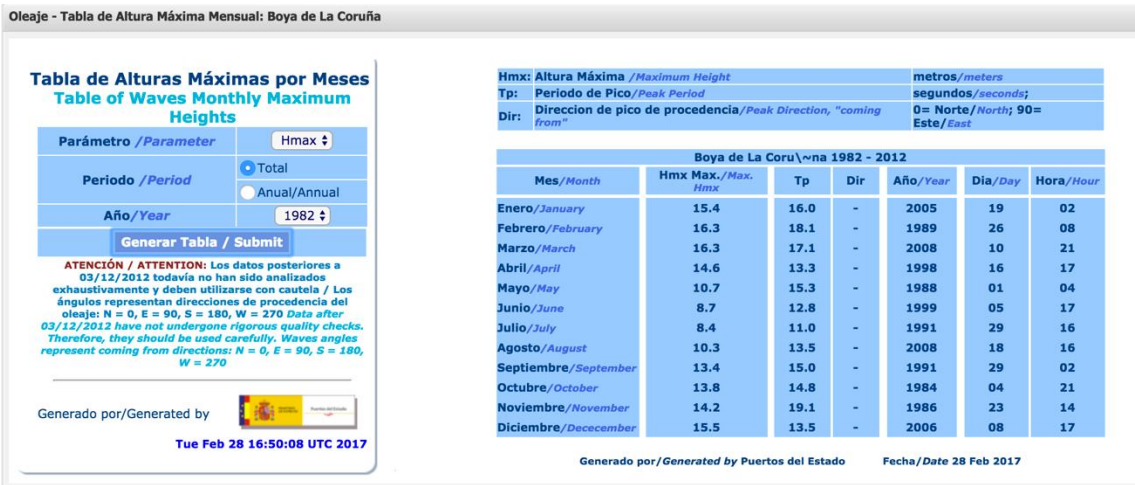 Oleaje - Tabla de Altura Máxima Mensual: Boya de La Coruña
Tabla de Alturas Máximas por Meses
Table of Waves Monthly Maximum
Heights
Parámetro /Parameter Hmax
Periodo /Period Total
Anual/Annual
Año/Year 1982
Generar Tabla / Submit
ATENCIÓN / ATTENTION: Los datos posteriores a
03/12/2012 todavía no han sido analizados
exhaustivamente y deben utilizarse con cautela / Los
ángulos representan direcciones de procedencia del
oleaje: N = 0, E = 90, S = 180, W = 270 Data after
03/12/2012 have not undergone rigorous quality checks.
Therefore, they should be used carefully. Waves angles
represent coming from directions: N = 0, E = 90, S = 180,
W = 270
Generado por/Generated by
Puertos del Estado
Tue Feb 28 16:50:08 UTC 2017
Hmx: Altura Máxima /Maximum Height metros/meters
Tp: Periodo de Pico/Peak Period segundos/seconds;
Dir: Direccion de pico de procedencia/Peak Direction, "coming
from" 0= Norte/North; 90=
Este/East
Boya de La Coru\~na 1982 - 2012
Mes/Month Hmx Max./Max.
Hmx Tp Dir Año/Year Dia/Day Hora/Hour
Enero/January 15.4 16.0 - 2005 19 02
Febrero/February 16.3 18.1 - 1989 26 08
Marzo/March 16.3 17.1 - 2008 10 21
Abril/April 14.6 13.3 - 1998 16 17
Mayo/May 10.7 15.3 - 1988 01 04
Junio/June 8.7 12.8 - 1999 05 17
Julio/July 8.4 11.0 - 1991 29 16
Agosto/August 10.3 13.5 - 2008 18 16
Septiembre/September 13.4 15.0 - 1991 29 02
Octubre/October 13.8 14.8 - 1984 04 21
Noviembre/November 14.2 19.1 - 1986 23 14
Diciembre/Dececember 15.5 13.5 - 2006 08 17
Generado por/Generated by Puertos del Estado Fecha/Date 28 Feb 2017